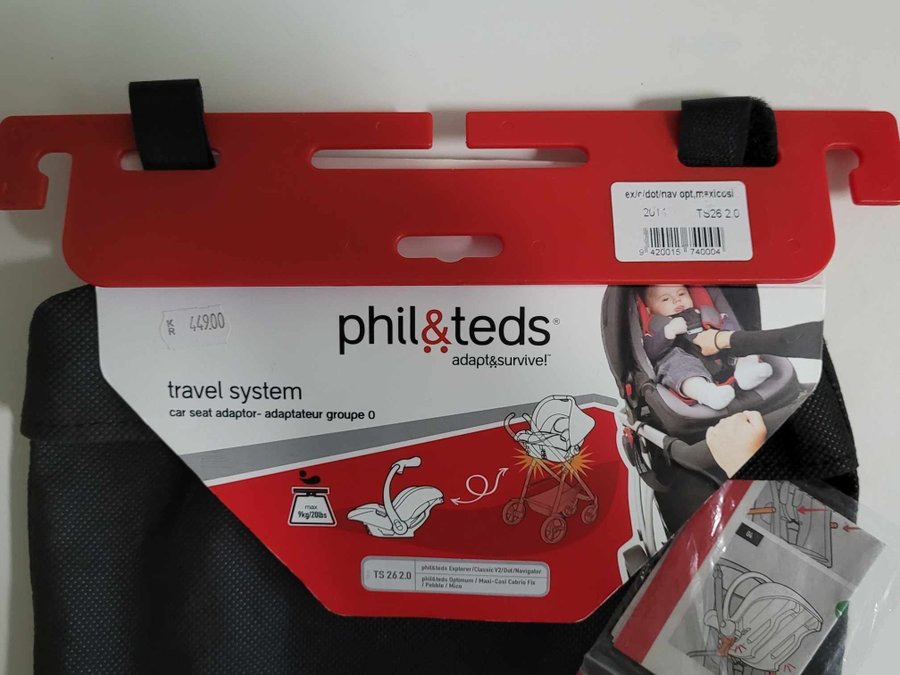 ex/c/dot/nav opt,maxicosi
2011 TS26 2.0
9 420015 740004
KR 449.00
phil&teds®
adapt&survive!™
travel system
car seat adaptor- adaptateur groupe 0
max
9kg/20lbs
TS 26 2.0
phil&teds Explorer/Classic V2/Dot/Navigator
phil&teds Optimum / Maxi-Cosi Cabrio Fix
/ Pebble / Mico